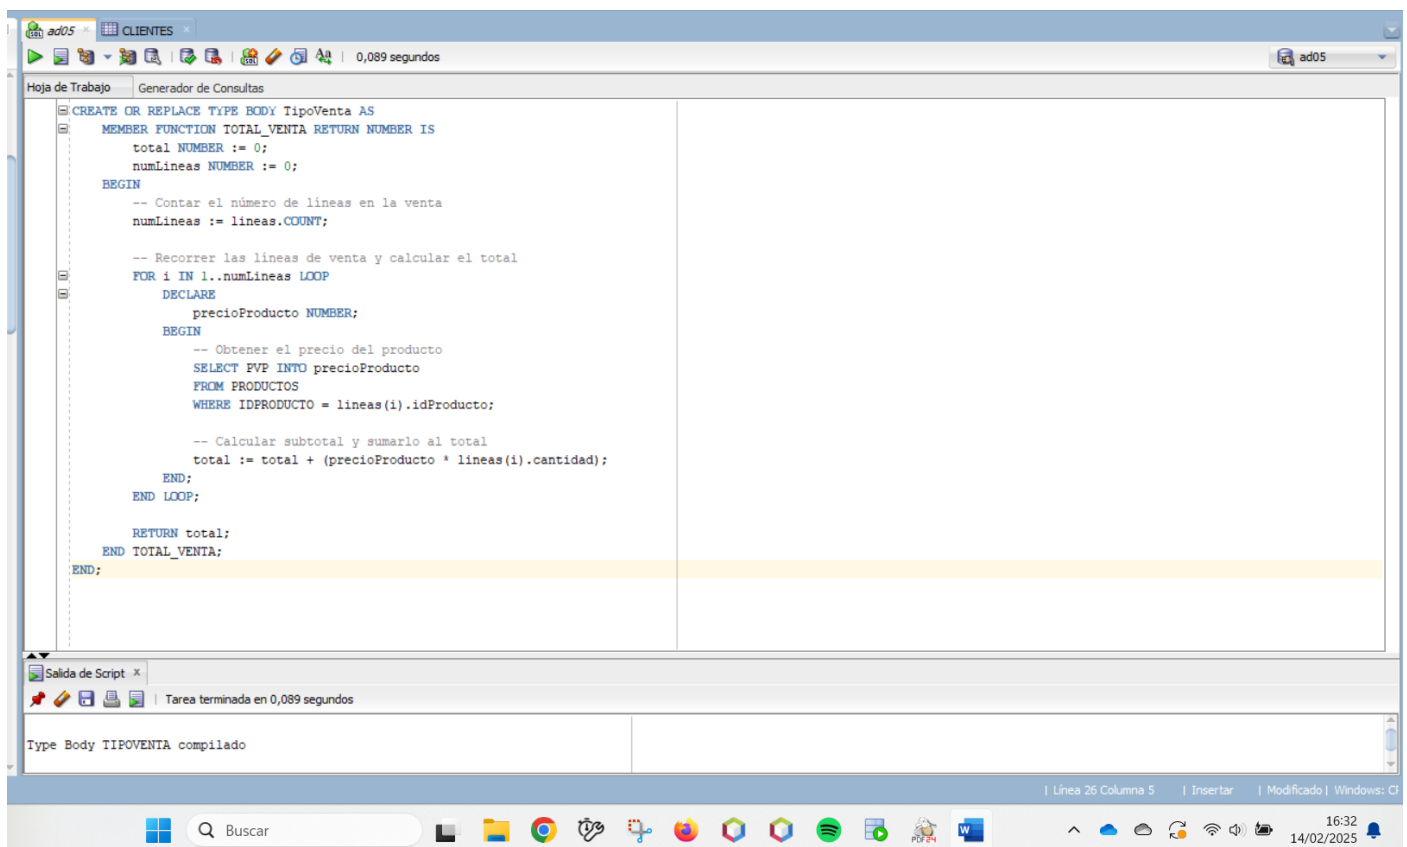 ad05 CLIENTES
0,089 segundos ad05
Hoja de Trabajo Generador de Consultas
CREATE OR REPLACE TYPE BODY TipoVenta AS
MEMBER FUNCTION TOTAL_VENTA RETURN NUMBER IS
total NUMBER := 0;
numLineas NUMBER := 0;
BEGIN
-- Contar el número de líneas en la venta
numLineas := lineas.COUNT;
-- Recorrer las líneas de venta y calcular el total
FOR i IN 1..numLineas LOOP
DECLARE
precioProducto NUMBER;
BEGIN
-- Obtener el precio del producto
SELECT PVP INTO precioProducto
FROM PRODUCTOS
WHERE IDPRODUCTO = lineas(i).idProducto;
-- Calcular subtotal y sumarlo al total
total := total + (precioProducto * lineas(i).cantidad);
END;
END LOOP;
RETURN total;
END TOTAL_VENTA;
END;
Salida de Script x
Tarea terminada en 0,089 segundos
Type Body TIPOVENTA compilado
| Línea 26 Columna 5 | Insertar | Modificado | Windows: CF
Buscar
16:32
14/02/2025